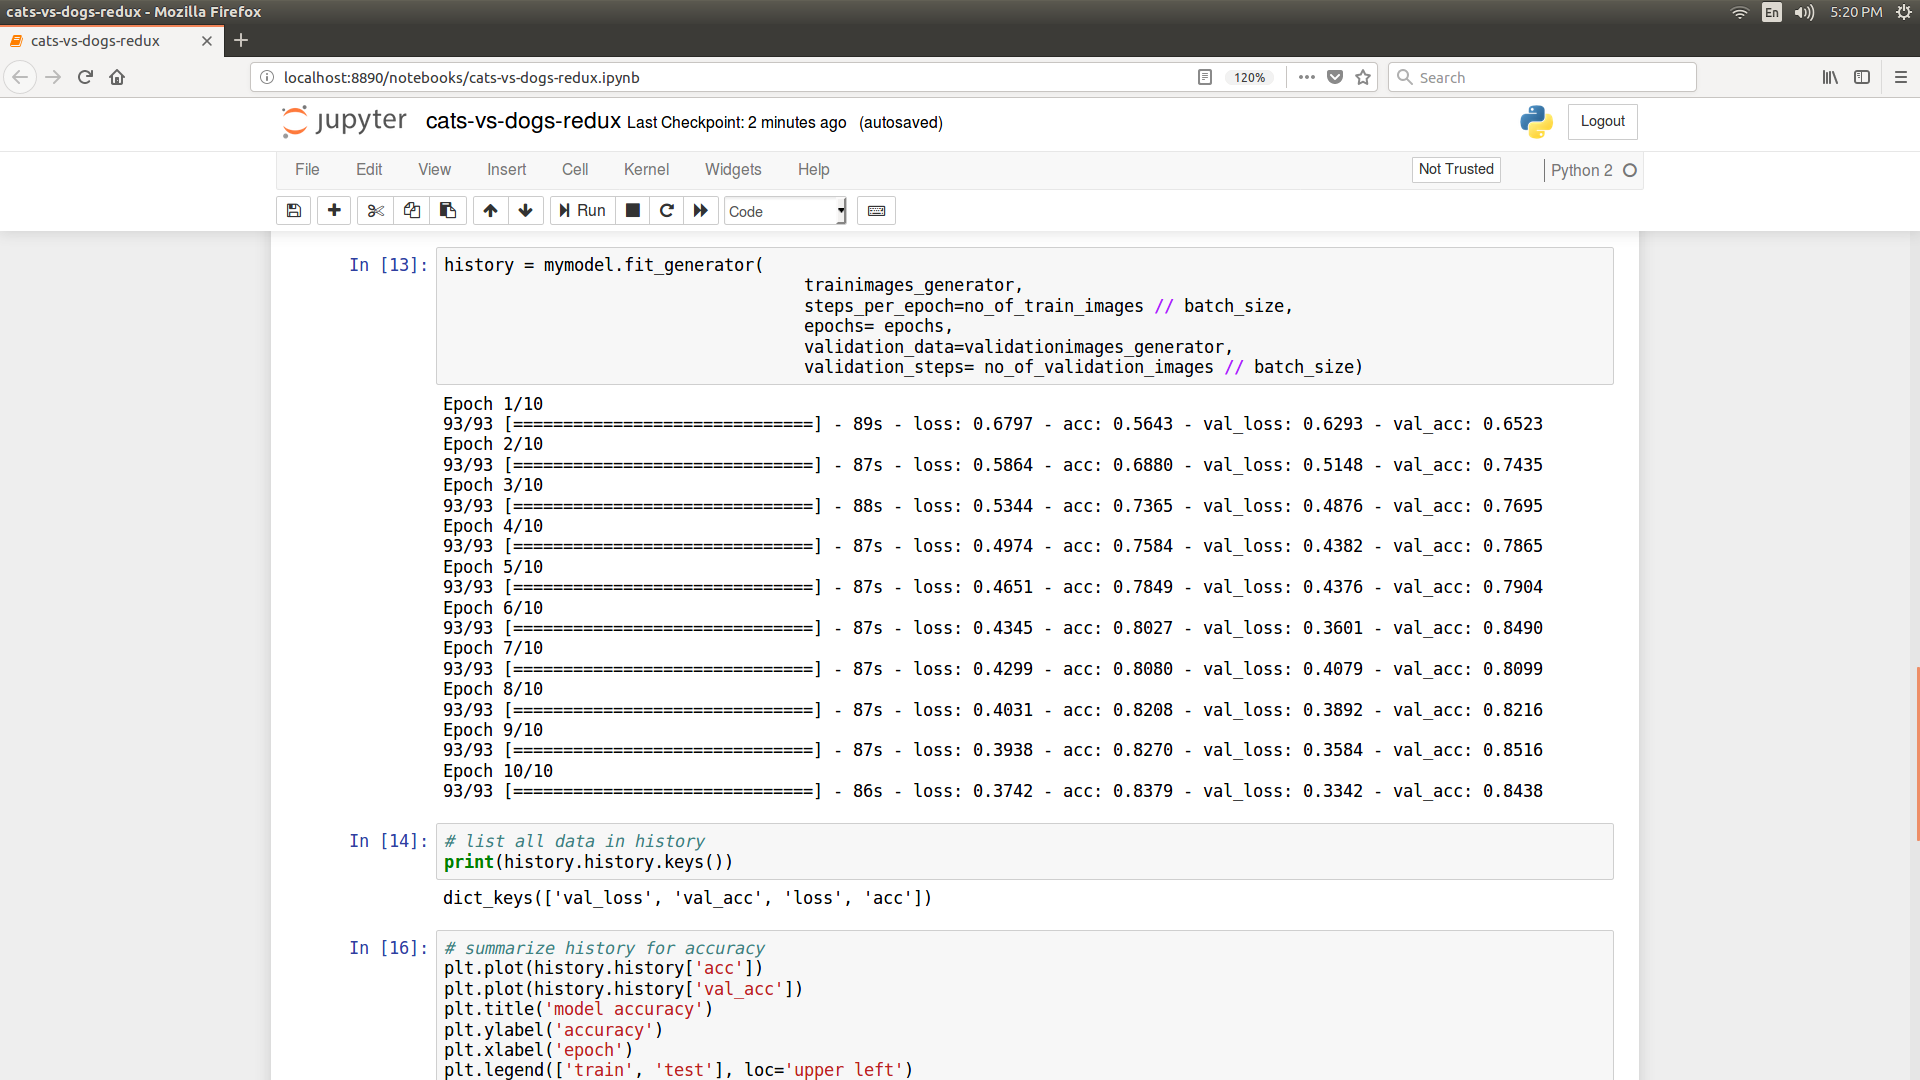 cats-vs-dogs-redux - Mozilla Firefox
En
5:20 PM
cats-vs-dogs-redux
localhost:8890/notebooks/cats-vs-dogs-redux.ipynb
120%
Search
jupyter
cats-vs-dogs-redux Last Checkpoint: 2 minutes ago (autosaved)
Logout
File Edit View Insert Cell Kernel Widgets Help
Not Trusted
Python 2
Run
Code
In [13]:
history = mymodel.fit_generator(
trainimages_generator,
steps_per_epoch=no_of_train_images // batch_size,
epochs= epochs,
validation_data=validationimages_generator,
validation_steps= no_of_validation_images // batch_size)
Epoch 1/10
93/93 [==============================] - 89s - loss: 0.6797 - acc: 0.5643 - val_loss: 0.6293 - val_acc: 0.6523
Epoch 2/10
93/93 [==============================] - 87s - loss: 0.5864 - acc: 0.6880 - val_loss: 0.5148 - val_acc: 0.7435
Epoch 3/10
93/93 [==============================] - 88s - loss: 0.5344 - acc: 0.7365 - val_loss: 0.4876 - val_acc: 0.7695
Epoch 4/10
93/93 [==============================] - 87s - loss: 0.4974 - acc: 0.7584 - val_loss: 0.4382 - val_acc: 0.7865
Epoch 5/10
93/93 [==============================] - 87s - loss: 0.4651 - acc: 0.7849 - val_loss: 0.4376 - val_acc: 0.7904
Epoch 6/10
93/93 [==============================] - 87s - loss: 0.4345 - acc: 0.8027 - val_loss: 0.3601 - val_acc: 0.8490
Epoch 7/10
93/93 [==============================] - 87s - loss: 0.4299 - acc: 0.8080 - val_loss: 0.4079 - val_acc: 0.8099
Epoch 8/10
93/93 [==============================] - 87s - loss: 0.4031 - acc: 0.8208 - val_loss: 0.3892 - val_acc: 0.8216
Epoch 9/10
93/93 [==============================] - 87s - loss: 0.3938 - acc: 0.8270 - val_loss: 0.3584 - val_acc: 0.8516
Epoch 10/10
93/93 [==============================] - 86s - loss: 0.3742 - acc: 0.8379 - val_loss: 0.3342 - val_acc: 0.8438
In [14]:
# list all data in history
print(history.history.keys())
dict_keys(['val_loss', 'val_acc', 'loss', 'acc'])
In [16]:
# summarize history for accuracy
plt.plot(history.history['acc'])
plt.plot(history.history['val_acc'])
plt.title('model accuracy')
plt.ylabel('accuracy')
plt.xlabel('epoch')
plt.legend(['train', 'test'], loc='upper left')